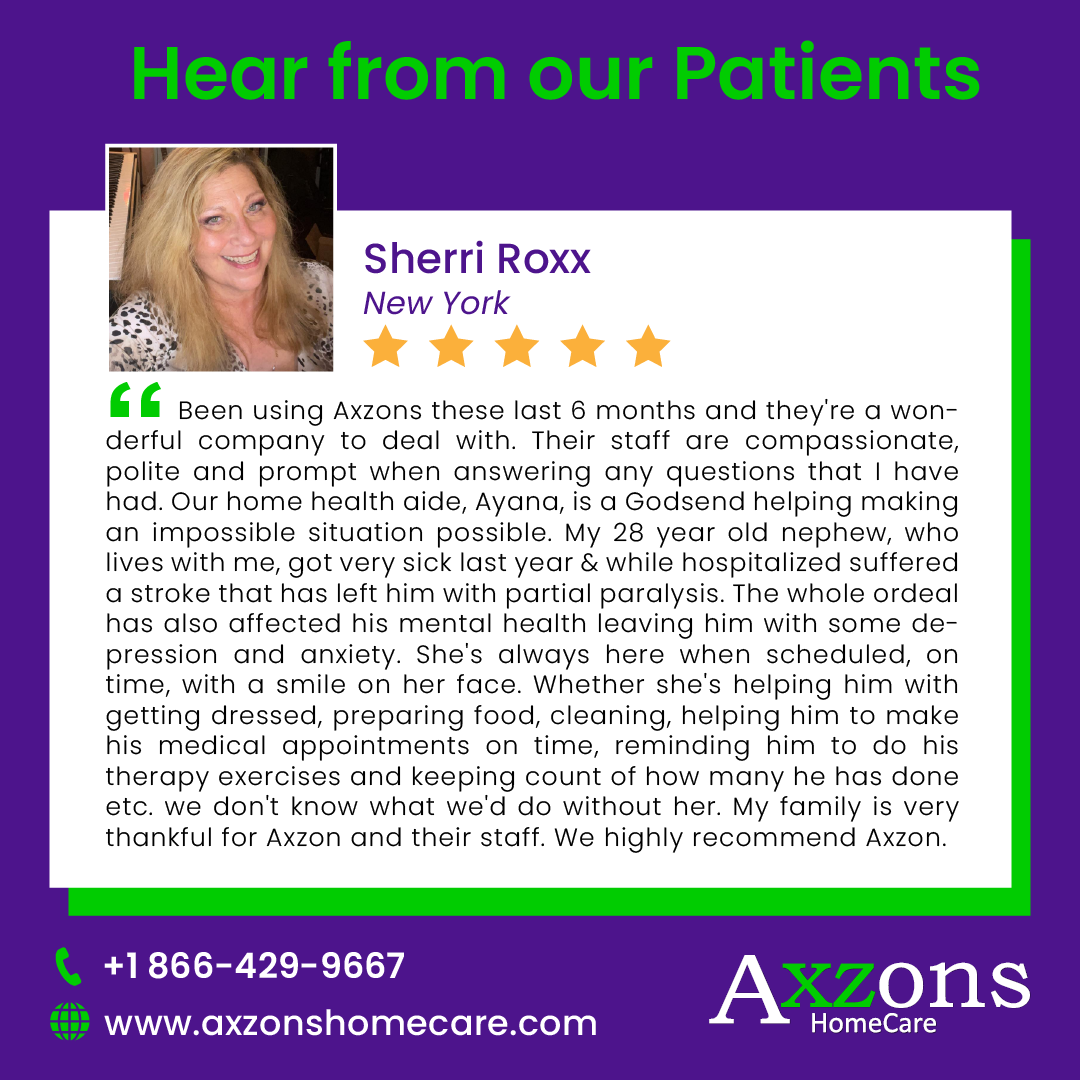 Hear from our Patients
Sherri Roxx
New York
“ Been using Axzons these last 6 months and they're a won-
derful company to deal with. Their staff are compassionate,
polite and prompt when answering any questions that I have
had. Our home health aide, Ayana, is a Godsend helping making
an impossible situation possible. My 28 year old nephew, who
lives with me, got very sick last year & while hospitalized suffered
a stroke that has left him with partial paralysis. The whole ordeal
has also affected his mental health leaving him with some de-
pression and anxiety. She's always here when scheduled, on
time, with a smile on her face. Whether she's helping him with
getting dressed, preparing food, cleaning, helping him to make
his medical appointments on time, reminding him to do his
therapy exercises and keeping count of how many he has done
etc. we don't know what we'd do without her. My family is very
thankful for Axzon and their staff. We highly recommend Axzon.
+1 866-429-9667
www.axzonshomecare.com
Axzons
HomeCare